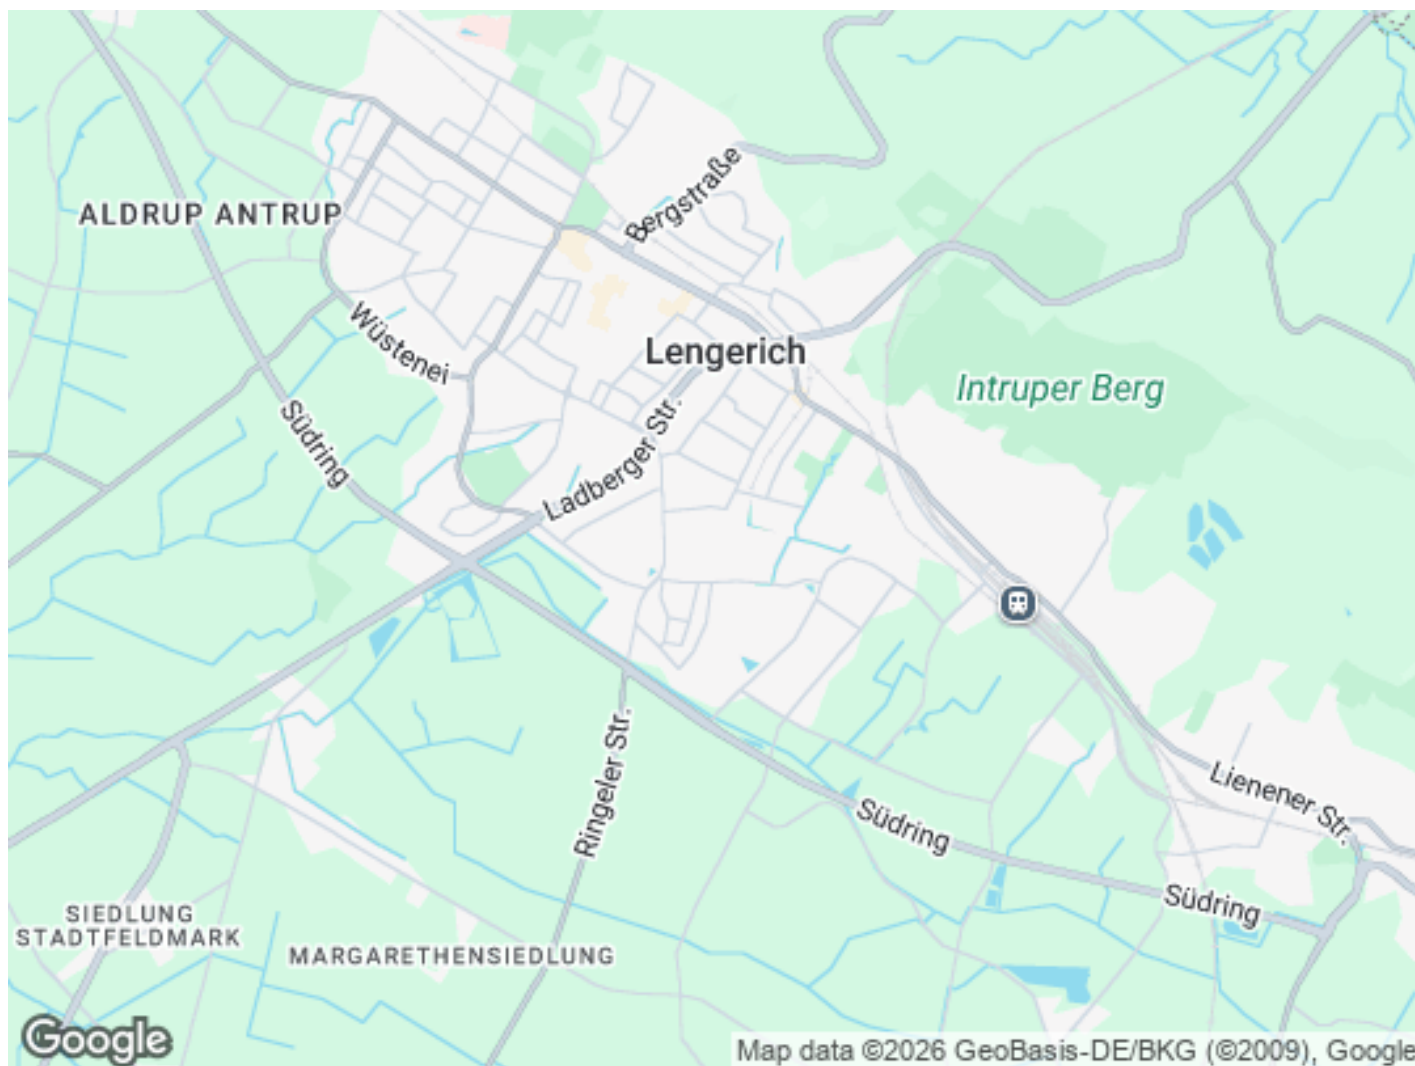 Bergstraße
ALDRUP ANTRUP
Wüstenei
Lengerich
Intruper Berg
Südring
Ladberger Str.
Ringeler Str.
Lienener Str.
Südring
Südring
SIEDLUNG
STADTFELDMARK
MARGARETHENSIEDLUNG
Google
Map data ©2026 GeoBasis-DE/BKG (©2009), Google